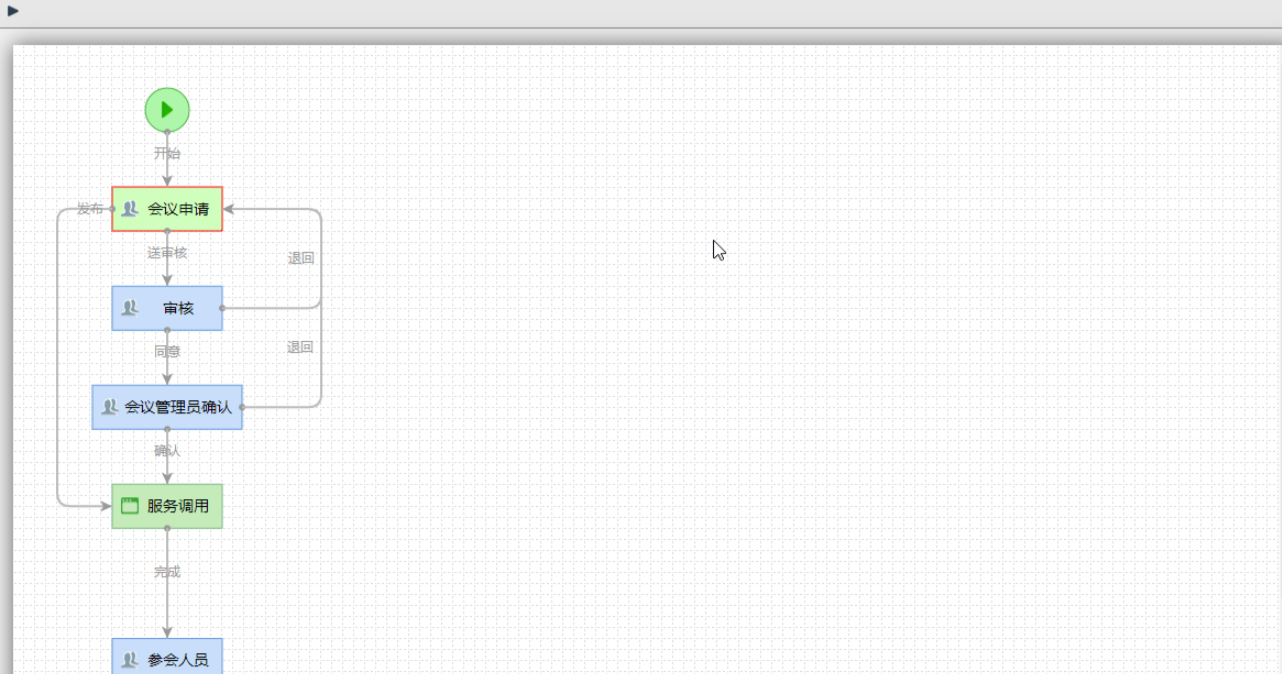 开始
发布
会议申请
送审核
退回
审核
同意
退回
会议管理员确认
确认
服务调用
完成
参会人员